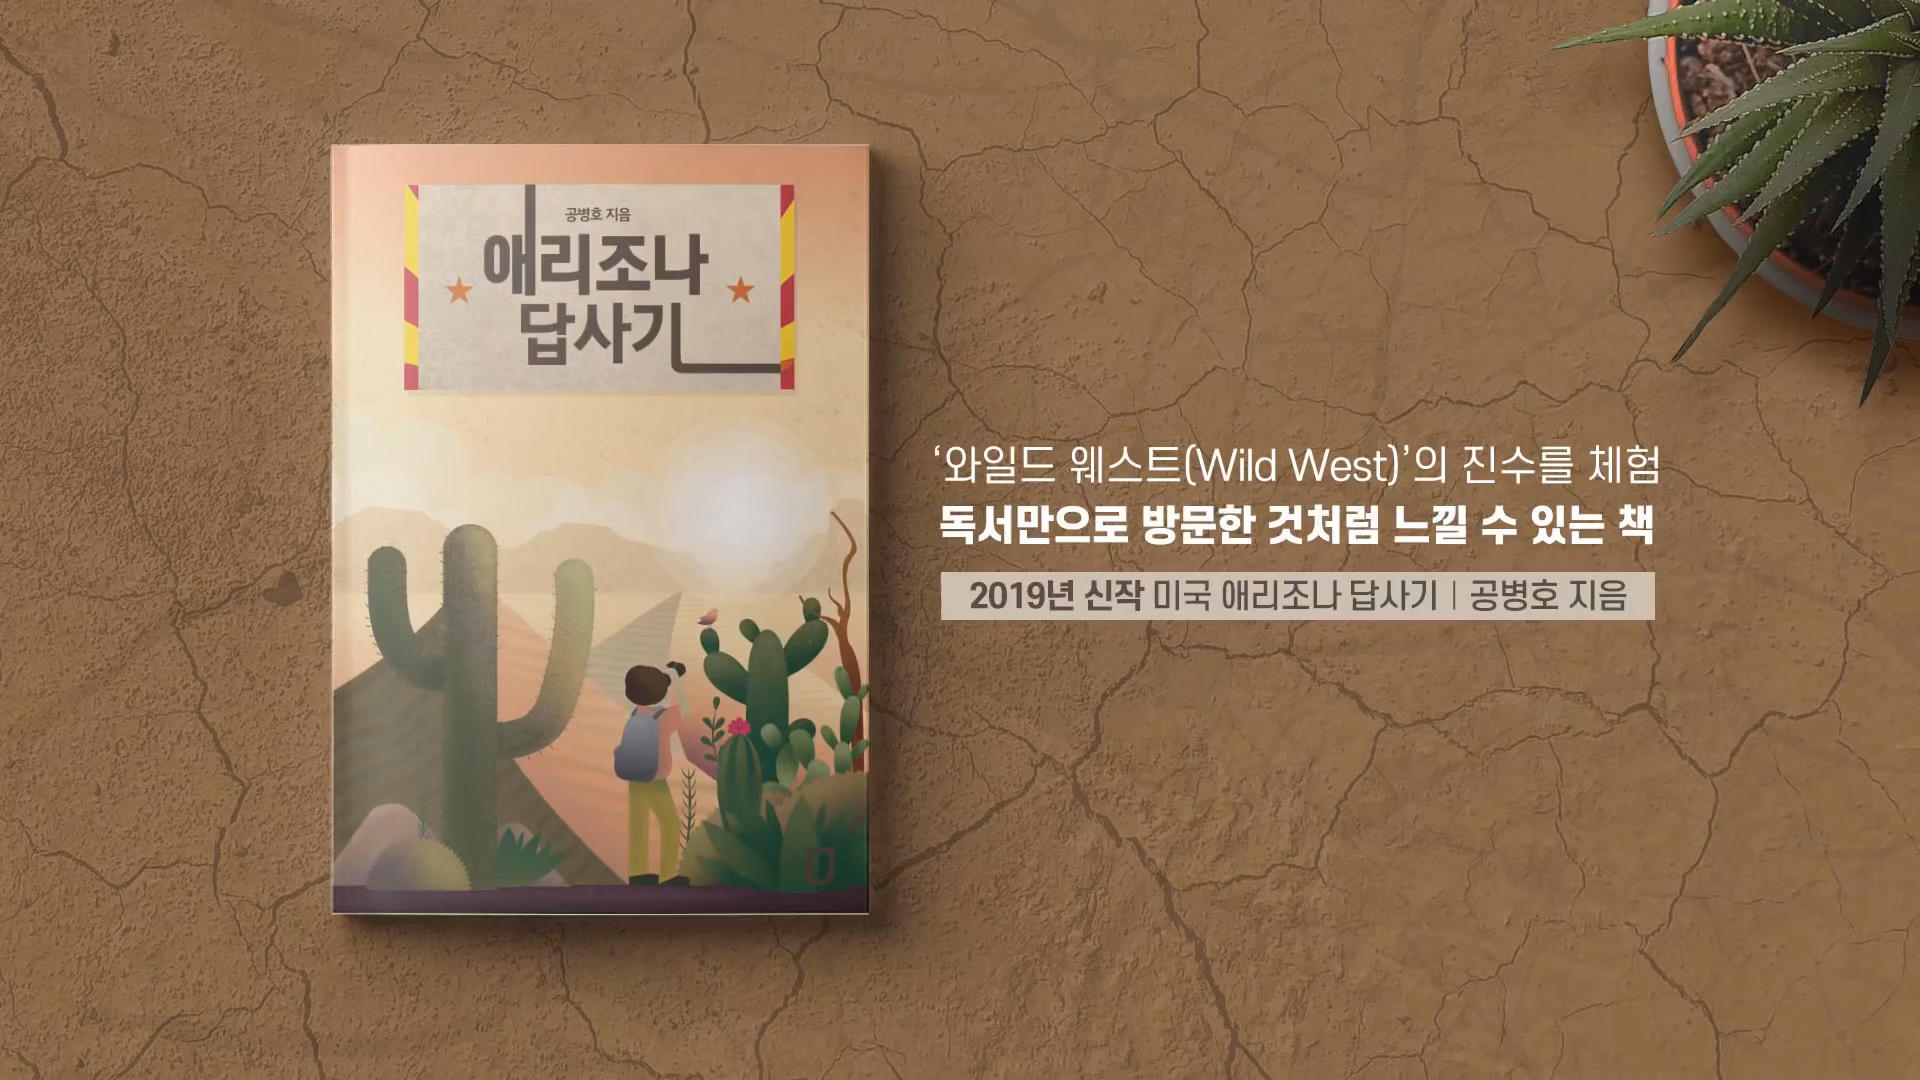 공병호 지음
애리조나
답사기
‘와일드 웨스트(Wild West)’의 진수를 체험
독서만으로 방문한 것처럼 느낄 수 있는 책
2019년 신작 미국 애리조나 답사기 | 공병호 지음